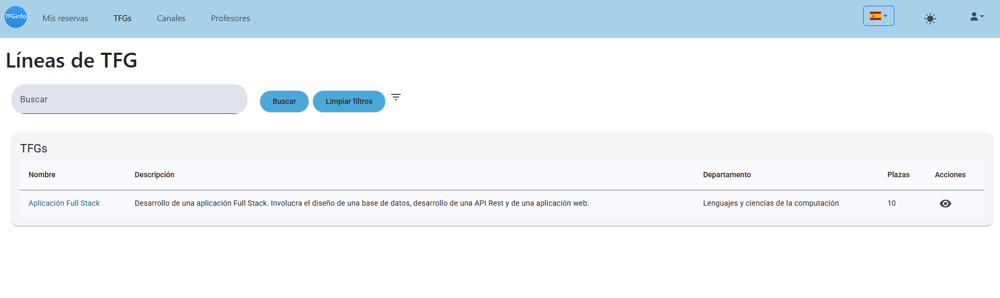 TFGinfo Mis reservas TFGs Canales Profesores
Líneas de TFG
Buscar Buscar Limpiar filtros
TFGs
Nombre Descripción Departamento Plazas Acciones
Aplicación Full Stack Desarrollo de una aplicación Full Stack. Involucra el diseño de una base de datos, desarrollo de una API Rest y de una aplicación web. Lenguajes y ciencias de la computación 10